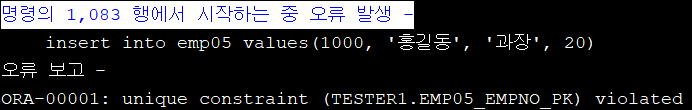 명령의 1,083 행에서 시작하는 중 오류 발생 -
insert into emp05 values(1000, '홍길동', '과장', 20)
오류 보고 -
ORA-00001: unique constraint (TESTER1.EMP05_EMPNO_PK) violated